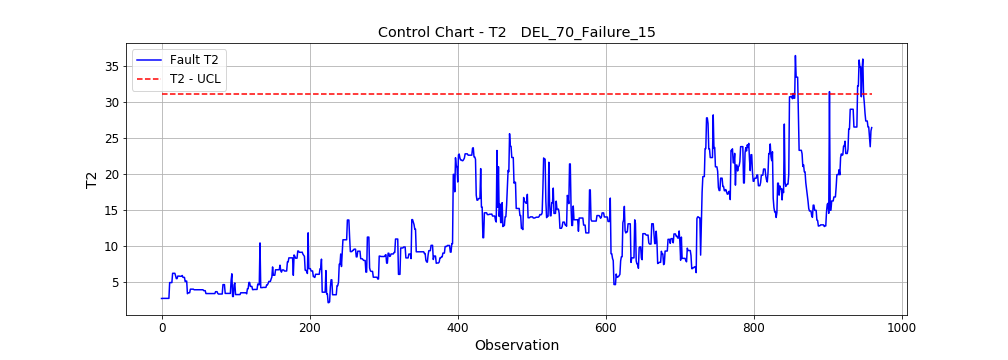 Control Chart - T2   DEL_70_Failure_15
Fault T2
T2 - UCL
T2
35
30
25
20
15
10
5
0 200 400 600 800 1000
Observation